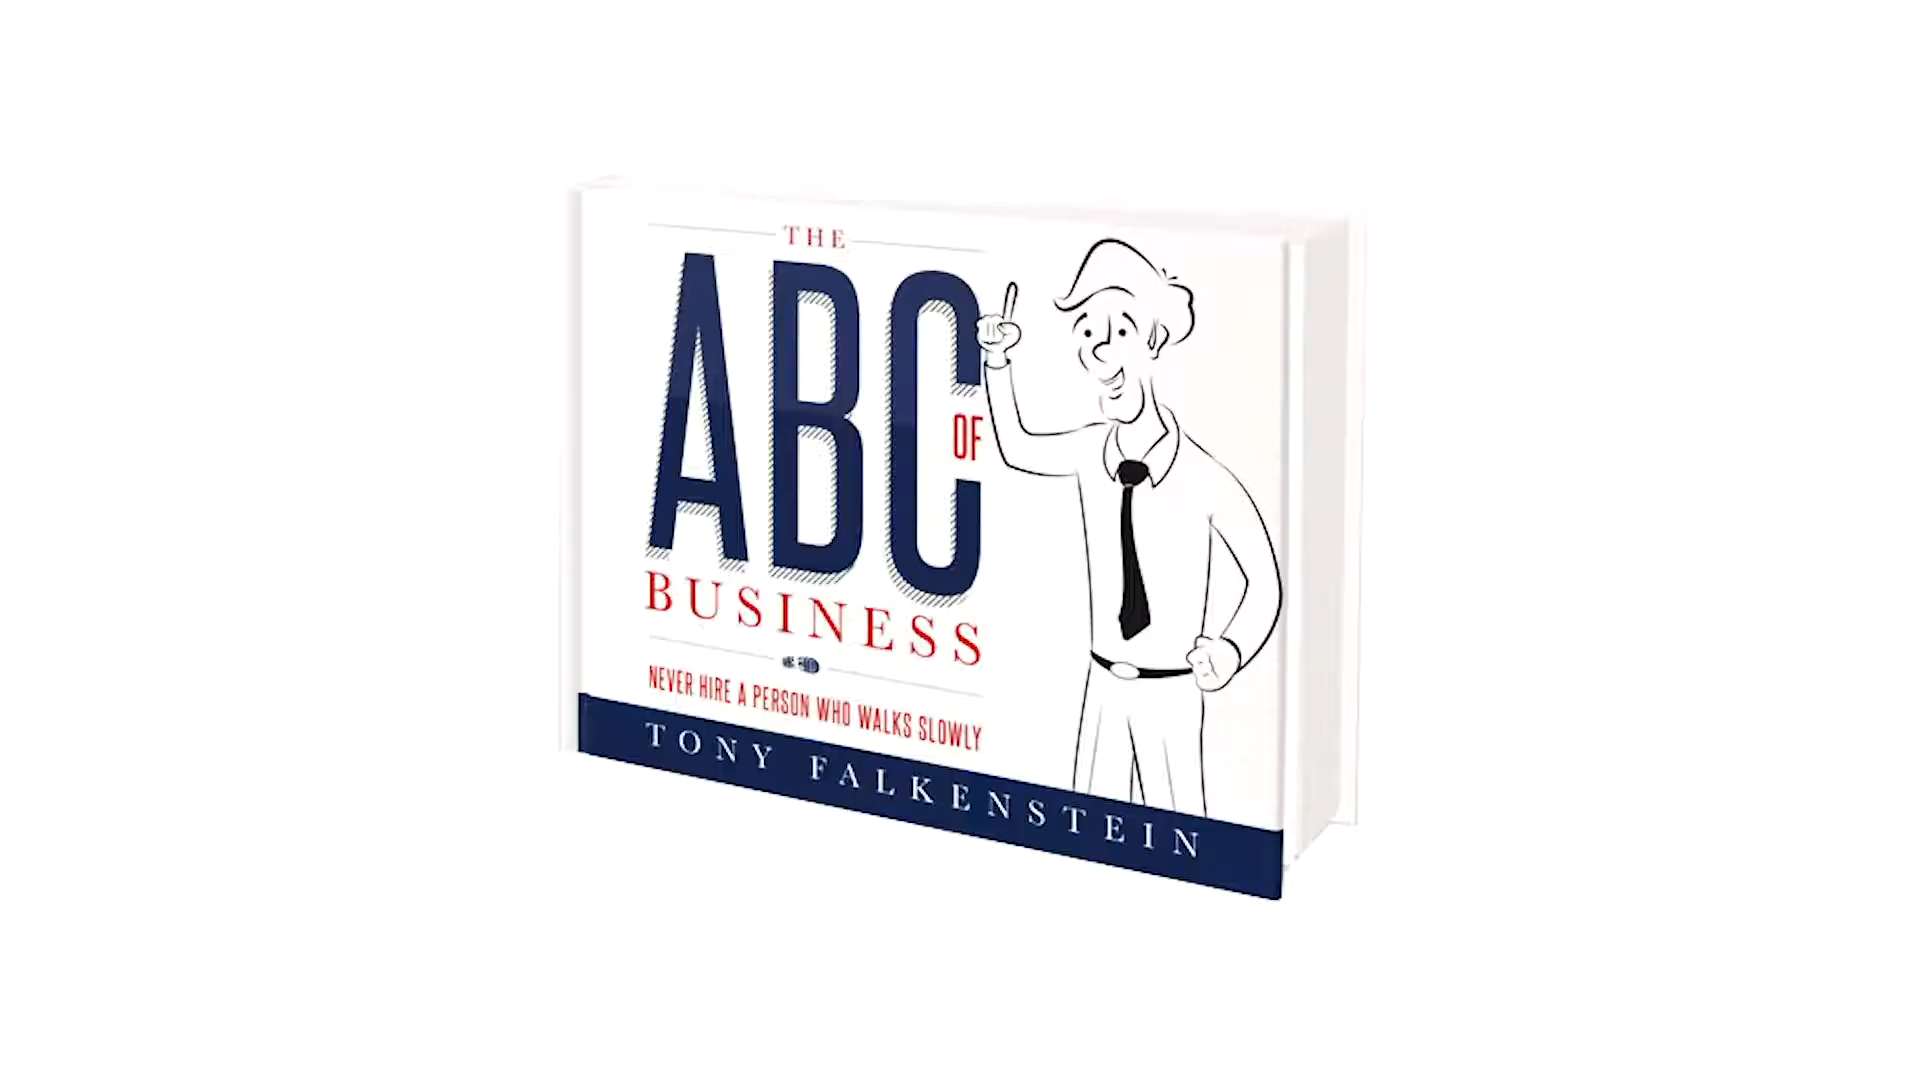 THE
ABC
OF
BUSINESS
NEVER HIRE A PERSON WHO WALKS SLOWLY
TONY FALKENSTEIN